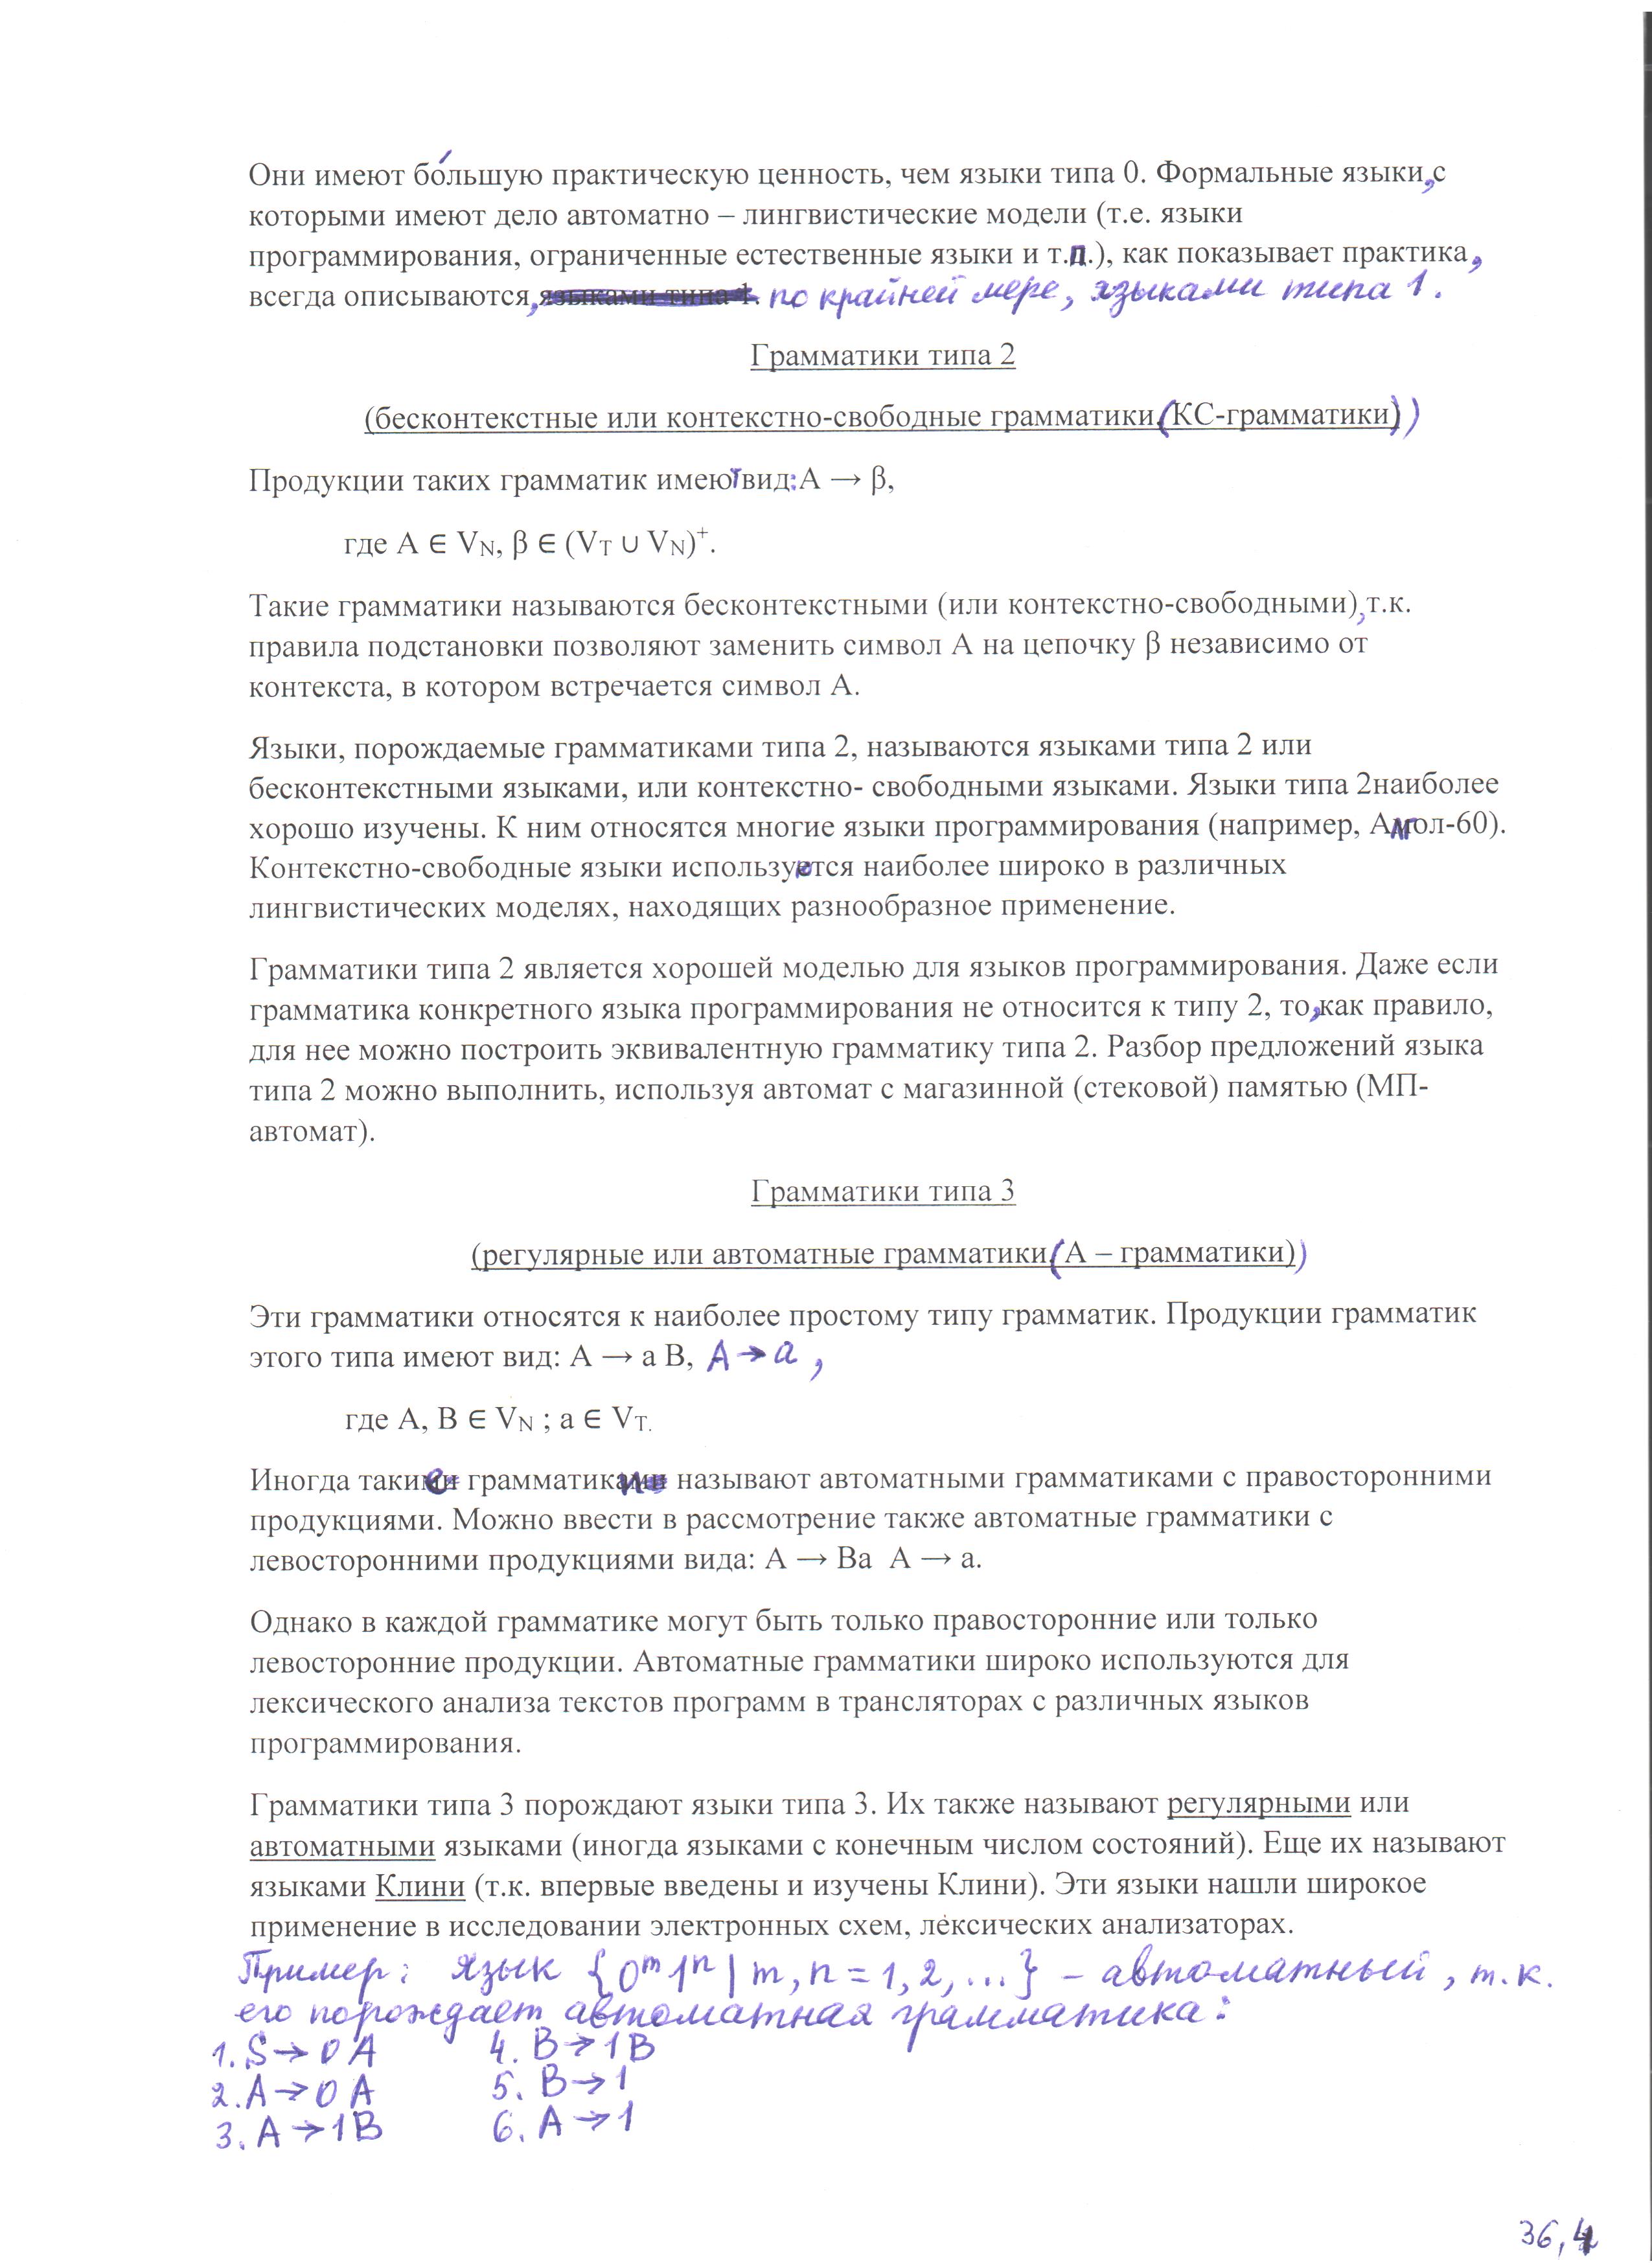 Они имеют бо́льшую практическую ценность, чем языки типа 0. Формальные языки, с
которыми имеют дело автоматно – лингвистические модели (т.е. языки
программирования, ограниченные естественные языки и т.п.), как показывает практика,
всегда описываются, языками типа 1. по крайней мере, языками типа 1.
Грамматики типа 2
(бесконтекстные или контекстно-свободные грамматики (КС-грамматики))
Продукции таких грамматик имеют вид: A → β,
где A ∈ V_N, β ∈ (V_T ∪ V_N)⁺.
Такие грамматики называются бесконтекстными (или контекстно-свободными), т.к.
правила подстановки позволяют заменить символ A на цепочку β независимо от
контекста, в котором встречается символ A.
Языки, порождаемые грамматиками типа 2, называются языками типа 2 или
бесконтекстными языками, или контекстно- свободными языками. Языки типа 2наиболее
хорошо изучены. К ним относятся многие языки программирования (например, Алгол-60).
Контекстно-свободные языки используются наиболее широко в различных
лингвистических моделях, находящих разнообразное применение.
Грамматики типа 2 является хорошей моделью для языков программирования. Даже если
грамматика конкретного языка программирования не относится к типу 2, то, как правило,
для нее можно построить эквивалентную грамматику типа 2. Разбор предложений языка
типа 2 можно выполнить, используя автомат с магазинной (стековой) памятью (МП-
автомат).
Грамматики типа 3
(регулярные или автоматные грамматики (А – грамматики))
Эти грамматики относятся к наиболее простому типу грамматик. Продукции грамматик
этого типа имеют вид: A → a B, A → a ,
где A, B ∈ V_N ; a ∈ V_T.
Иногда такие грамматики называют автоматными грамматиками с правосторонними
продукциями. Можно ввести в рассмотрение также автоматные грамматики с
левосторонними продукциями вида: A → Ba A → a.
Однако в каждой грамматике могут быть только правосторонние или только
левосторонние продукции. Автоматные грамматики широко используются для
лексического анализа текстов программ в трансляторах с различных языков
программирования.
Грамматики типа 3 порождают языки типа 3. Их также называют регулярными или
автоматными языками (иногда языками с конечным числом состояний). Еще их называют
языками Клини (т.к. впервые введены и изучены Клини). Эти языки нашли широкое
применение в исследовании электронных схем, лексических анализаторах.
Пример: язык {0ᵐ1ⁿ | m, n = 1, 2, ...} – автоматный, т.к.
его порождает автоматная грамматика:
1. S → 0 A 4. B → 1 B
2. A → 0 A 5. B → 1
3. A → 1 B 6. A → 1
36,4